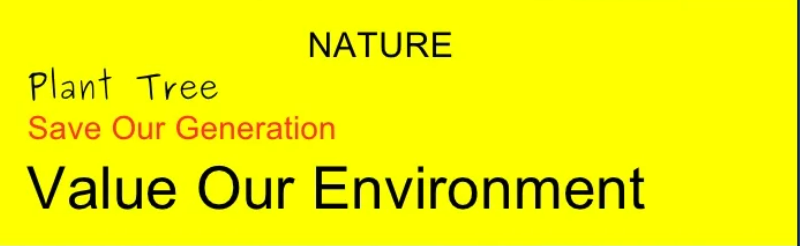 NATURE
Plant Tree
Save Our Generation
Value Our Environment